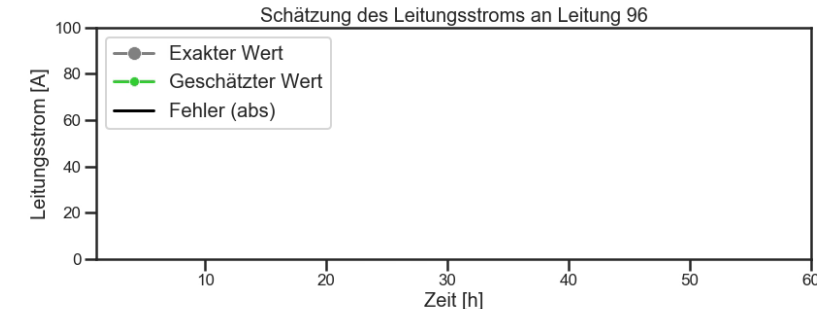 Schätzung des Leitungsstroms an Leitung 96
100
80
60
40
20
0
Leitungsstrom [A]
Exakter Wert
Geschätzter Wert
Fehler (abs)
10 20 30 40 50 60
Zeit [h]